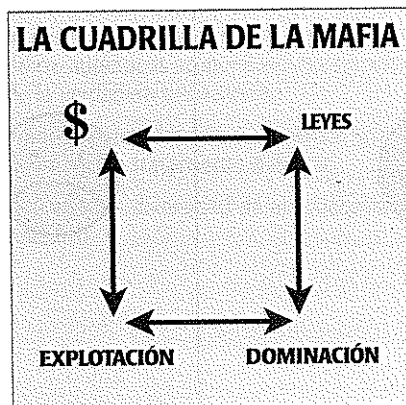 LA CUADRILLA DE LA MAFIA
$ LEYES
EXPLOTACIÓN DOMINACIÓN